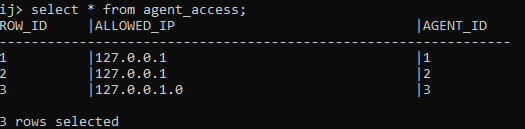 ij> select * from agent_access;
ROW_ID |ALLOWED_IP |AGENT_ID
----------------------------------------------------------------
1 |127.0.0.1 |1
2 |127.0.0.1 |2
3 |127.0.0.1.0 |3
3 rows selected